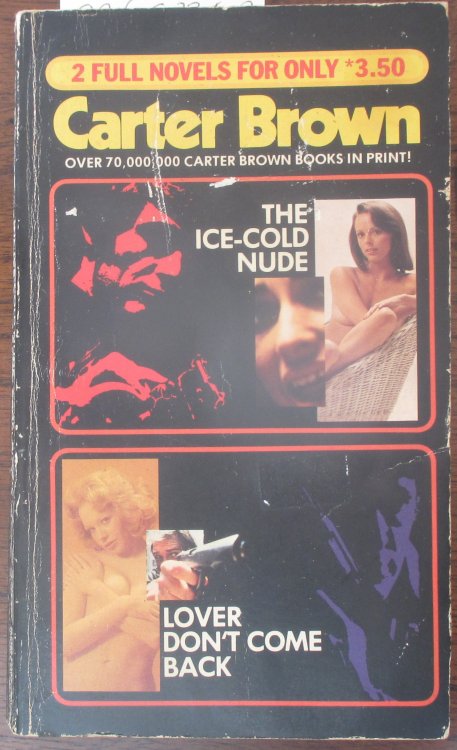 2 FULL NOVELS FOR ONLY *3.50
Carter Brown
OVER 70,000,000 CARTER BROWN BOOKS IN PRINT!
THE
ICE-COLD
NUDE
LOVER
DON'T COME
BACK